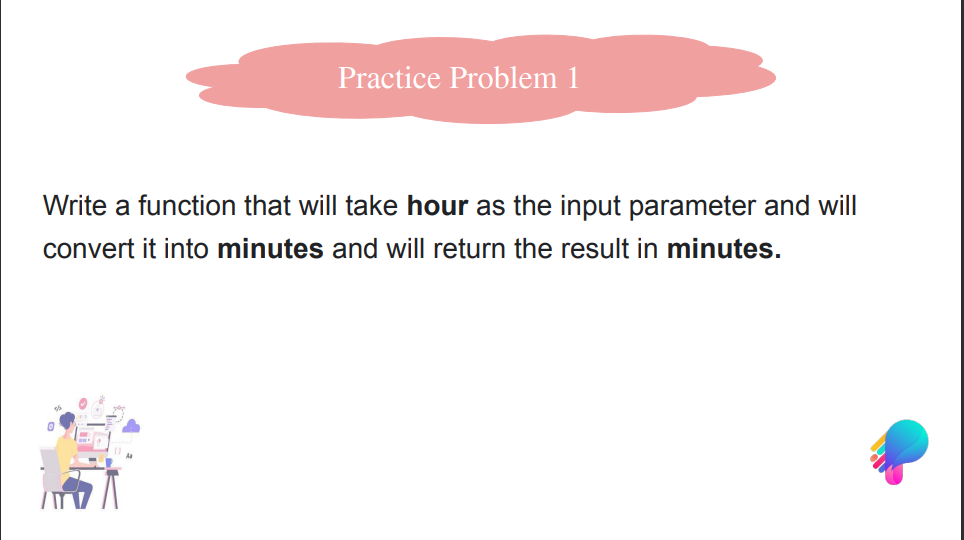 Practice Problem 1
Write a function that will take hour as the input parameter and will
convert it into minutes and will return the result in minutes.